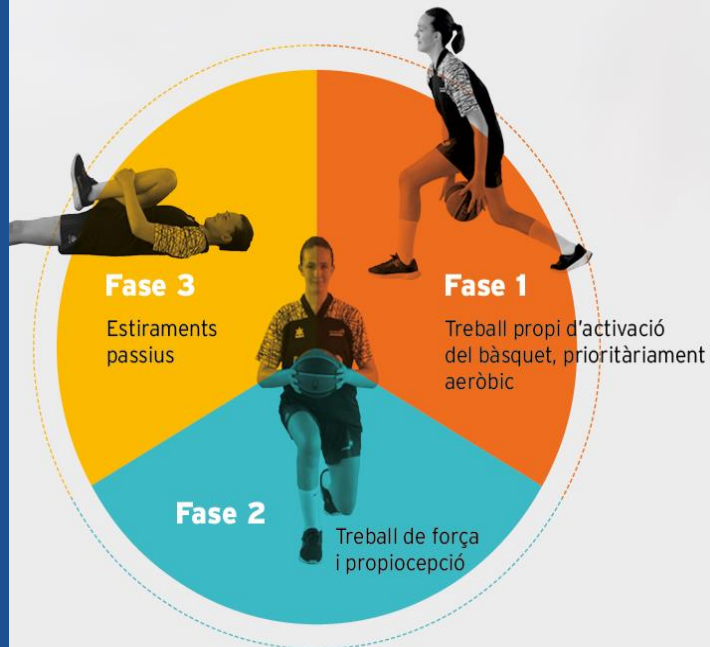 Fase 1
Treball propi d'activació
del bàsquet, prioritàriament
aeròbic
Fase 2
Treball de força
i propiocepció
Fase 3
Estiraments
passius